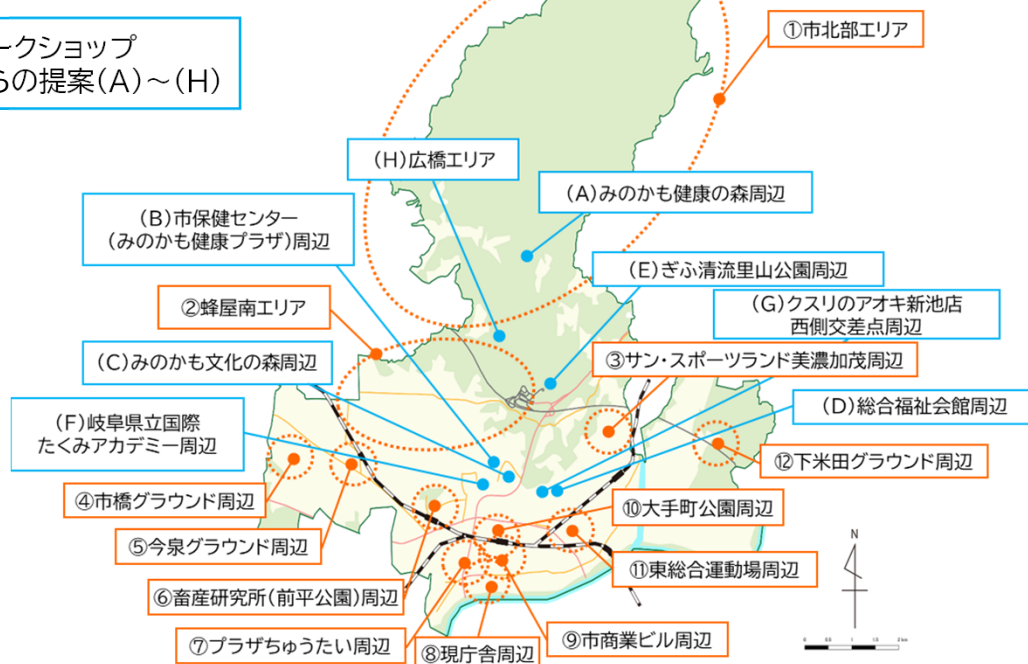 ークショップ
らの提案(A)～(H)
①市北部エリア
(H)広橋エリア
(A)みのかも健康の森周辺
(B)市保健センター
(みのかも健康プラザ)周辺
(E)ぎふ清流里山公園周辺
(G)クスリのアオキ新池店
西側交差点周辺
②蜂屋南エリア
(C)みのかも文化の森周辺
③サン・スポーツランド美濃加茂周辺
(D)総合福祉会館周辺
(F)岐阜県立国際
たくみアカデミー周辺
⑫下米田グラウンド周辺
④市橋グラウンド周辺
⑩大手町公園周辺
⑤今泉グラウンド周辺
⑪東総合運動場周辺
⑥畜産研究所(前平公園)周辺
⑦プラザちゅうたい周辺
⑧現庁舎周辺
⑨市商業ビル周辺
N
0 0.5 1 1.5 2 km